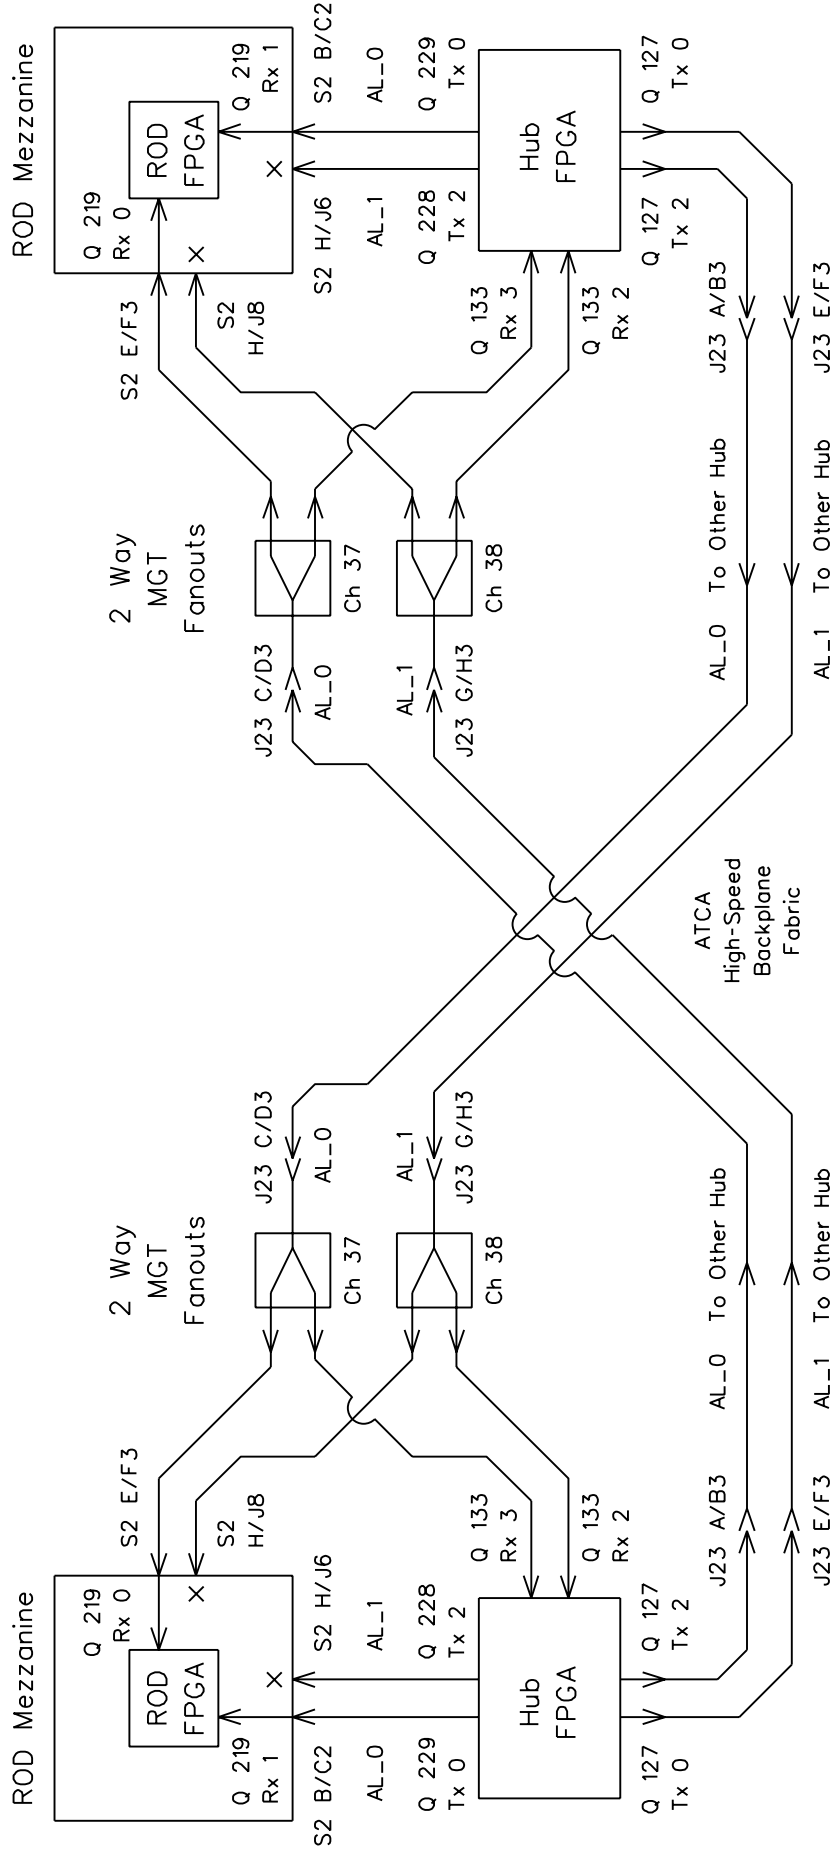 ROD Mezzanine
Q 219
Rx 0
ROD
FPGA
Q 219
Rx 1
S2 E/F3
S2
H/J8
S2 B/C2
AL_0
Q 229
Tx 0
S2 H/J6
AL_1
Q 228
Tx 2
Hub
FPGA
Q 127
Tx 0
Q 127
Tx 2
Q 133
Rx 3
Q 133
Rx 2
J23 A/B3
J23 E/F3
AL_0 To Other Hub
AL_1 To Other Hub
2 Way
MGT
Fanouts
Ch 37
Ch 38
J23 C/D3
AL_0
AL_1
J23 G/H3
ATCA
High-Speed
Backplane
Fabric
J23 C/D3
AL_0
AL_1
J23 G/H3
2 Way
MGT
Fanouts
Ch 37
Ch 38
AL_0 To Other Hub
AL_1 To Other Hub
J23 A/B3
J23 E/F3
ROD Mezzanine
S2 E/F3
S2
H/J8
Q 219
Rx 0
ROD
FPGA
Q 219
Rx 1
S2 H/J6
AL_1
Q 228
Tx 2
S2 B/C2
AL_0
Q 229
Tx 0
Q 133
Rx 3
Q 133
Rx 2
Hub
FPGA
Q 127
Tx 2
Q 127
Tx 0